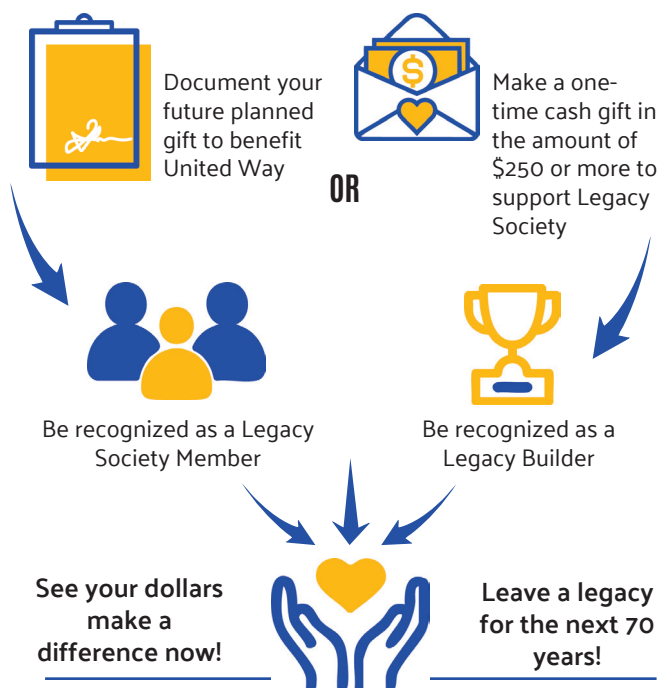 Document your
future planned
gift to benefit
United Way
OR
Make a one-
time cash gift in
the amount of
$250 or more to
support Legacy
Society
$
Be recognized as a Legacy
Society Member
Be recognized as a
Legacy Builder
See your dollars
make a
difference now!
Leave a legacy
for the next 70
years!